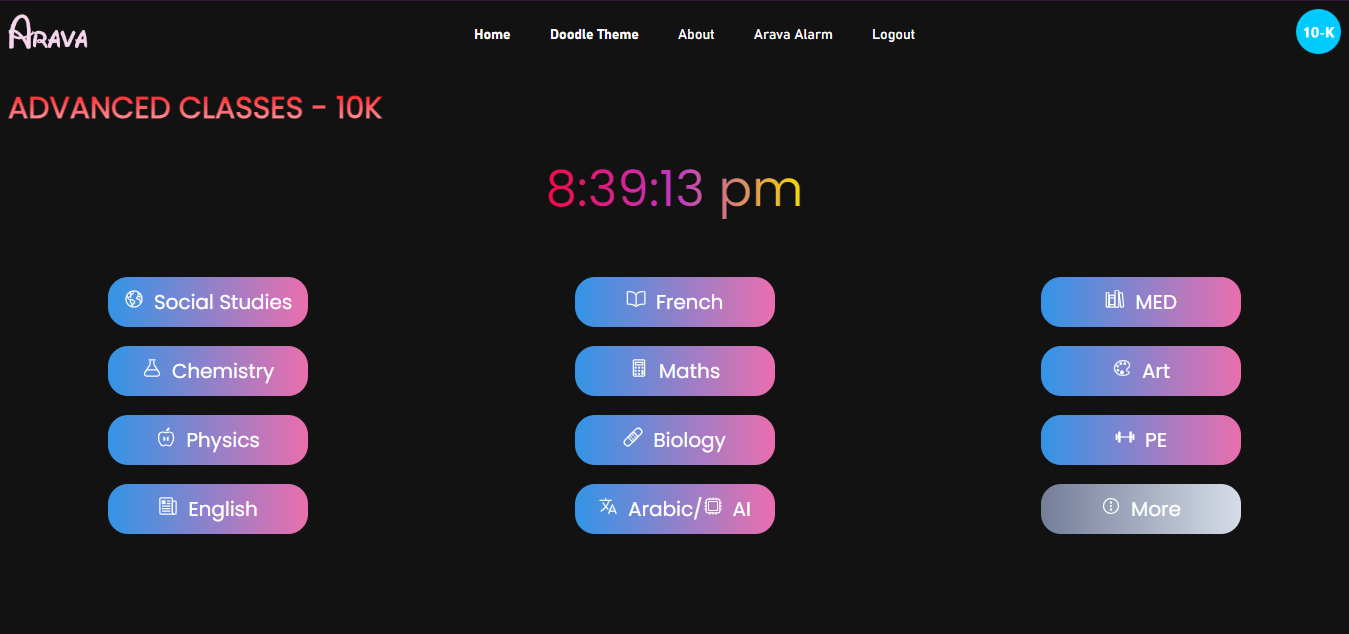 Arava
Home Doodle Theme About Arava Alarm Logout
10-K
ADVANCED CLASSES - 10K
8:39:13 pm
Social Studies French MED
Chemistry Maths Art
Physics Biology PE
English Arabic/ AI More